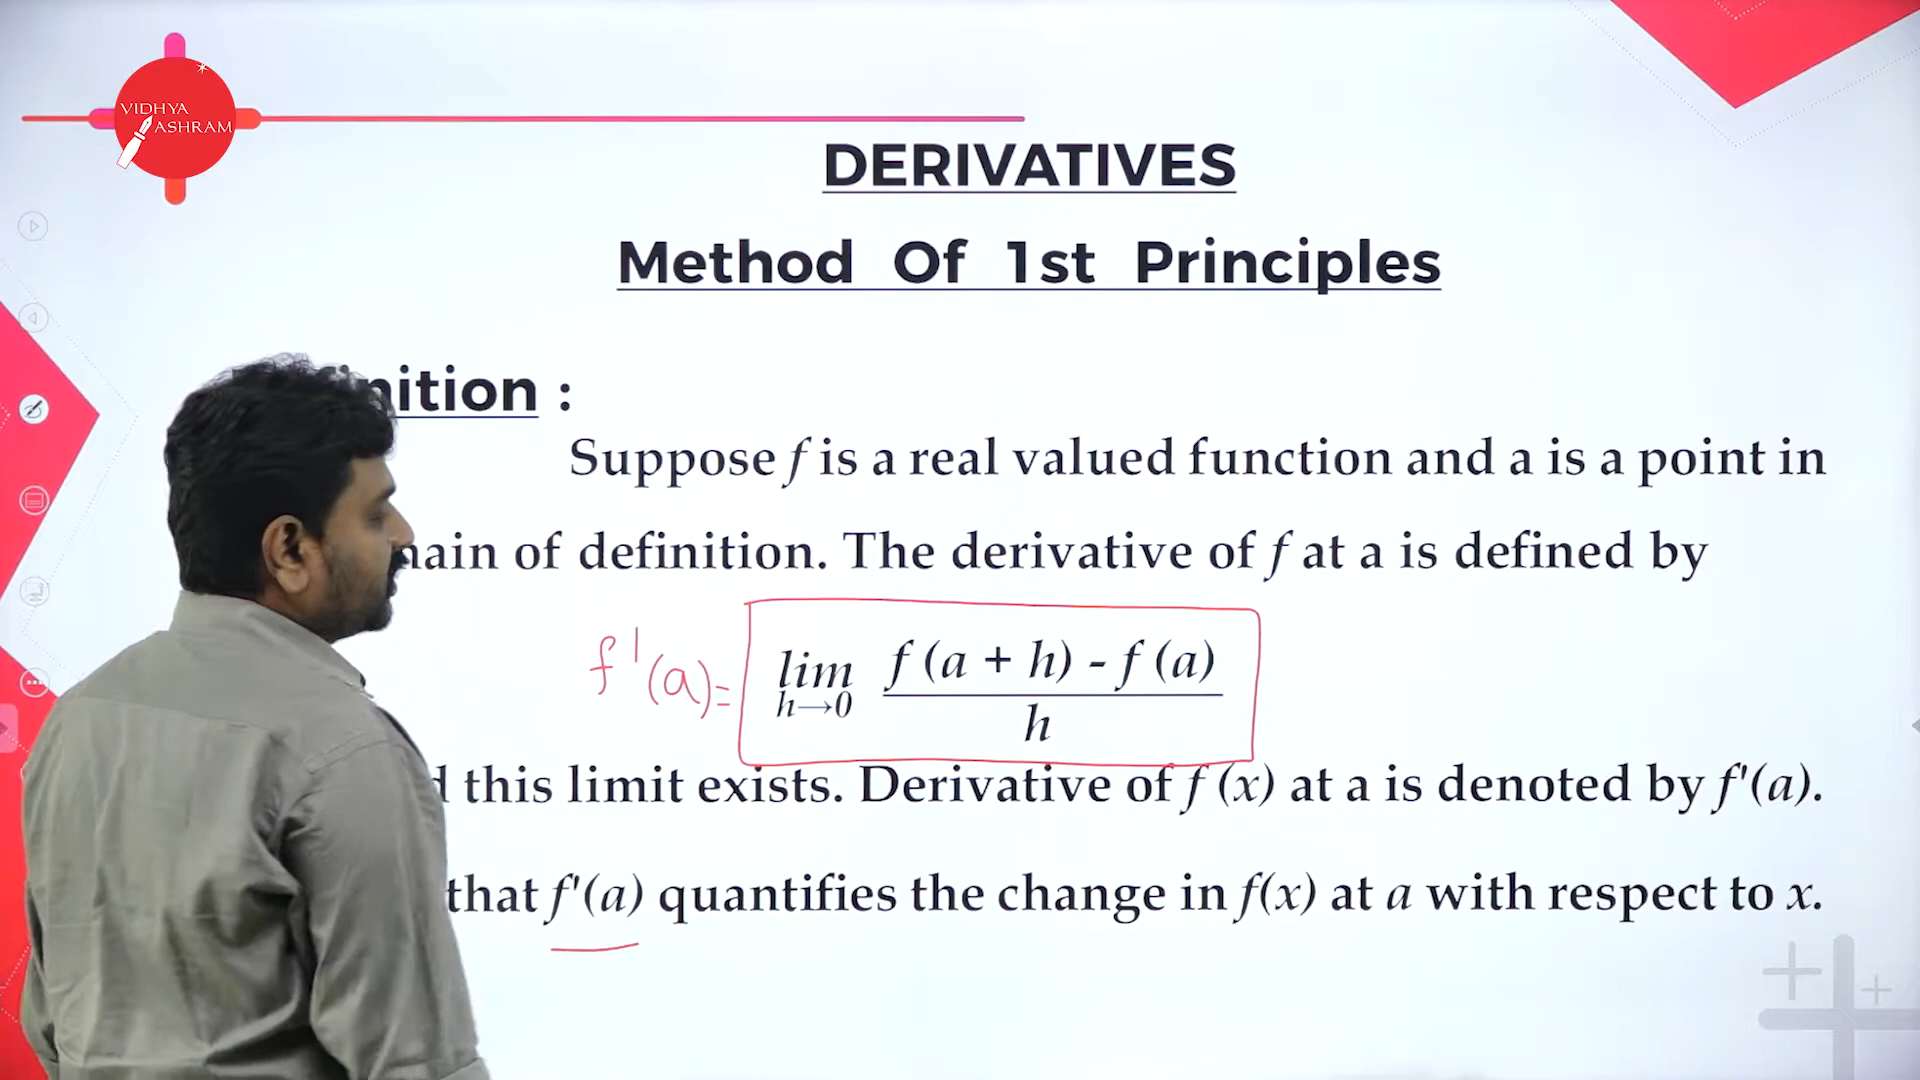 VIDHYA
ASHRAM
DERIVATIVES
Method Of 1st Principles
nition :
Suppose f is a real valued function and a is a point in
nain of definition. The derivative of f at a is defined by
f'(a)= lim h→0 f (a + h) - f (a) / h
d this limit exists. Derivative of f (x) at a is denoted by f'(a).
that f'(a) quantifies the change in f(x) at a with respect to x.